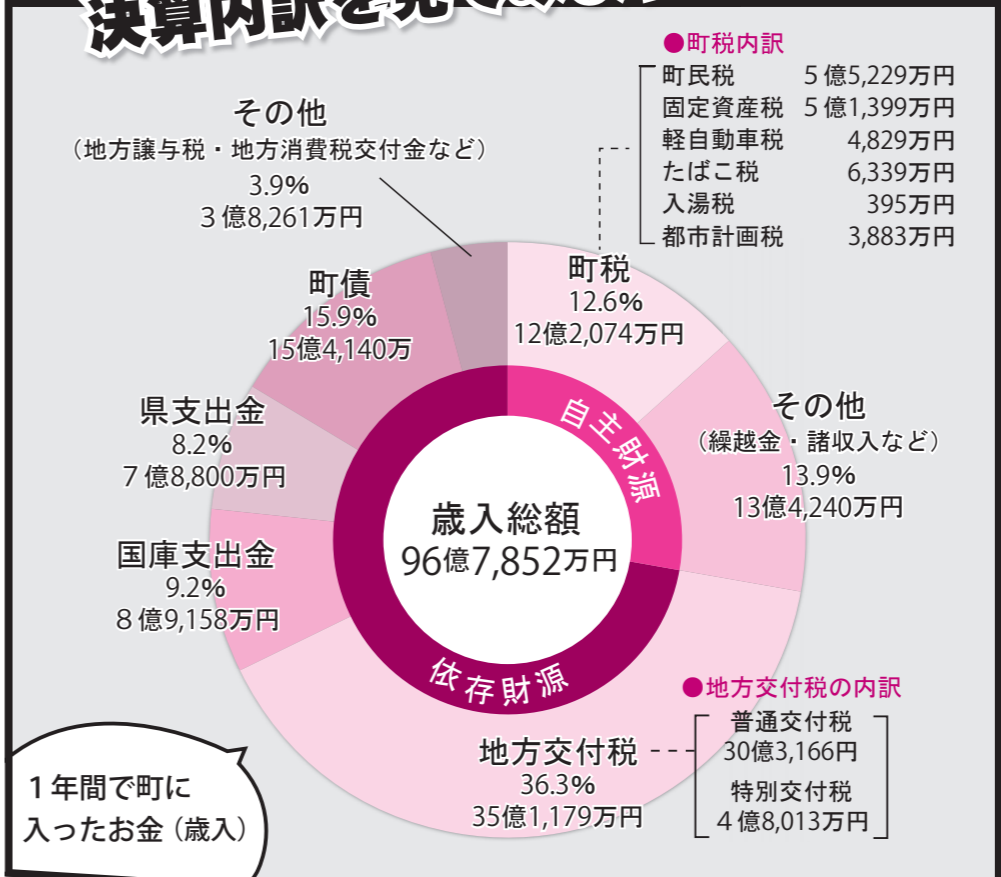 決算内訳を見てみると
●町税内訳
町民税 5億5,229万円
固定資産税 5億1,399万円
軽自動車税 4,829万円
たばこ税 6,339万円
入湯税 395万円
都市計画税 3,883万円
その他
（地方譲与税・地方消費税交付金など）
3.9%
3億8,261万円
町税
12.6%
12億2,074万円
町債
15.9%
15億4,140万
その他
（繰越金・諸収入など）
13.9%
13億4,240万円
県支出金
8.2%
7億8,800万円
自主財源
歳入総額
96億7,852万円
国庫支出金
9.2%
8億9,158万円
依存財源
地方交付税
36.3%
35億1,179万円
●地方交付税の内訳
普通交付税
30億3,166円
特別交付税
4億8,013万円
1年間で町に
入ったお金（歳入）